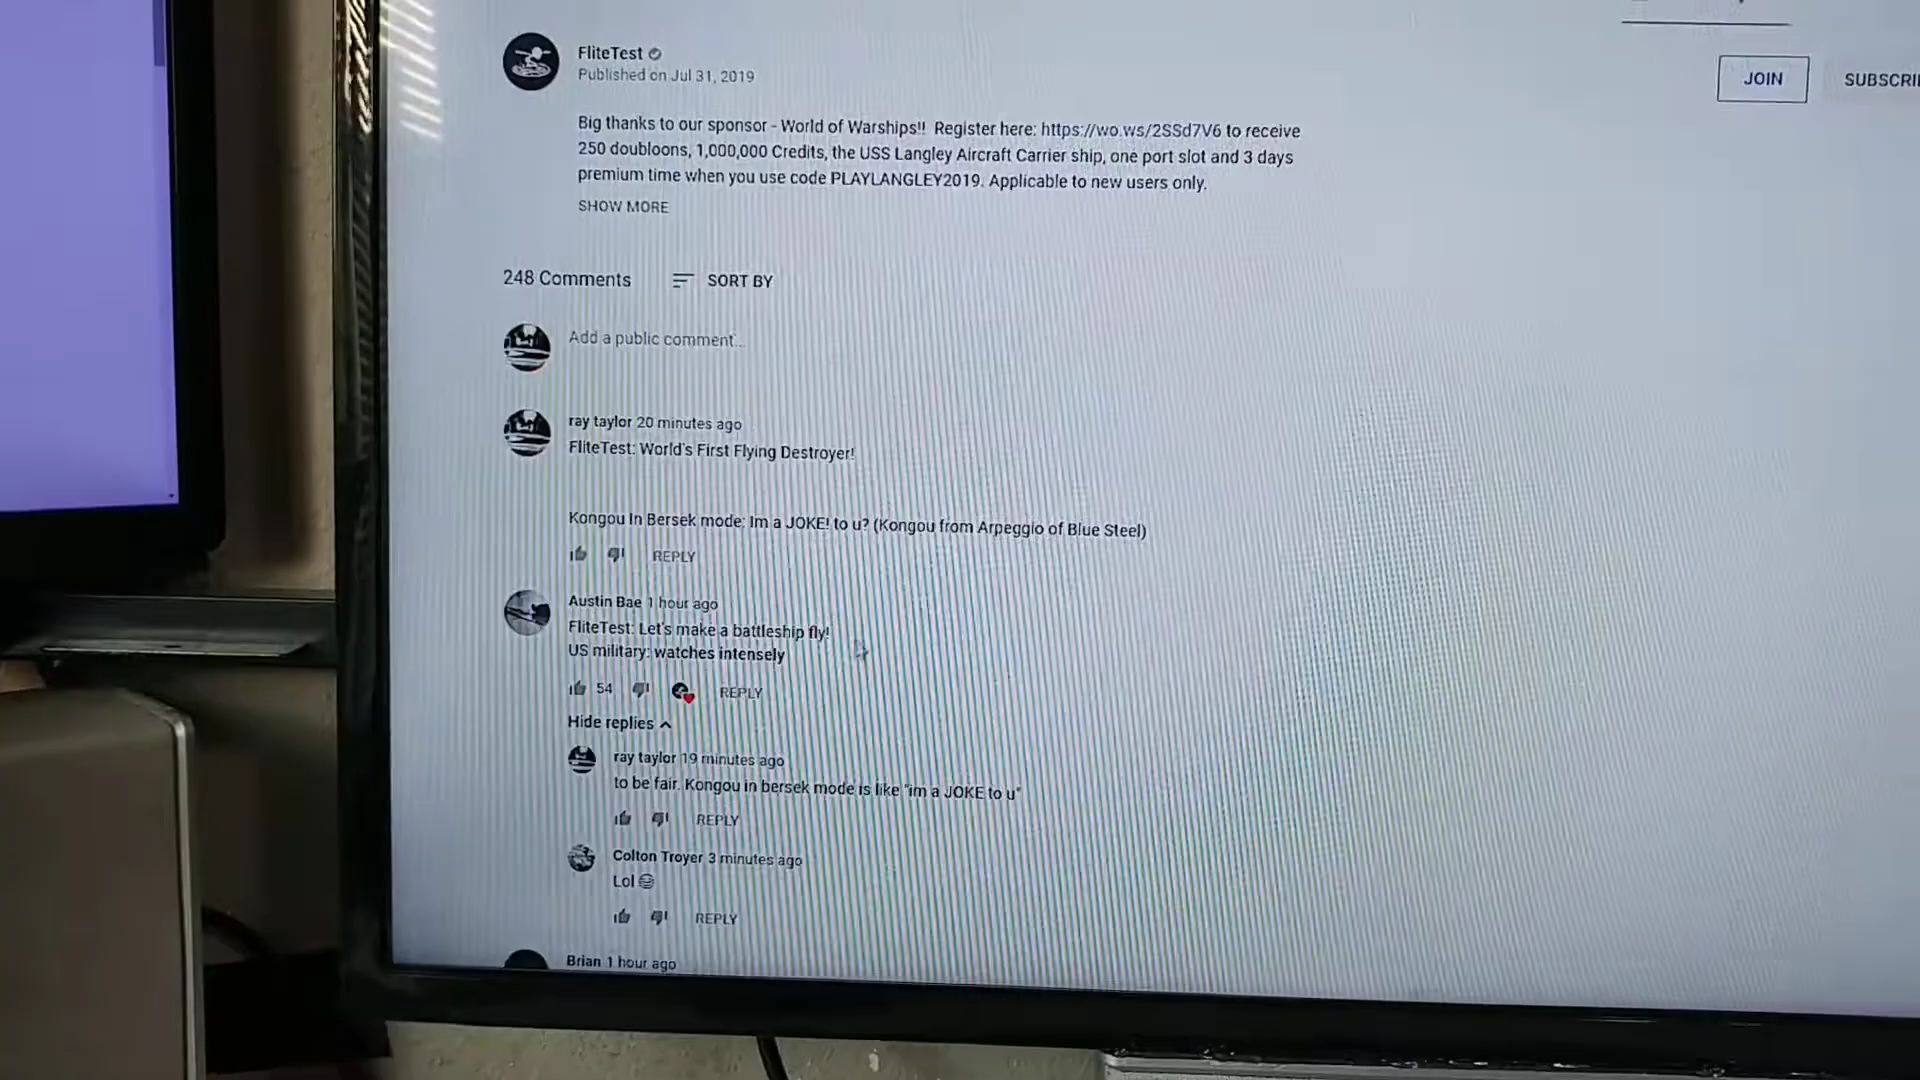 FliteTest
Published on Jul 31, 2019
JOIN
Big thanks to our sponsor - World of Warships!! Register here: https://wo.ws/2SSd7V6 to receive
250 doubloons, 1,000,000 Credits, the USS Langley Aircraft Carrier ship, one port slot and 3 days
premium time when you use code PLAYLANGLEY2019. Applicable to new users only.
SHOW MORE
248 Comments SORT BY
Add a public comment...
ray taylor 20 minutes ago
FliteTest: World's First Flying Destroyer!
Kongou In Bersek mode: Im a JOKE! to u? (Kongou from Arpeggio of Blue Steel)
REPLY
Austin Bae 1 hour ago
FliteTest: Let's make a battleship fly!
US military: watches intensely
54 REPLY
Hide replies
ray taylor 19 minutes ago
to be fair. Kongou in bersek mode is like "im a JOKE to u"
REPLY
Colton Troyer 3 minutes ago
Lol
REPLY
Brian 1 hour ago